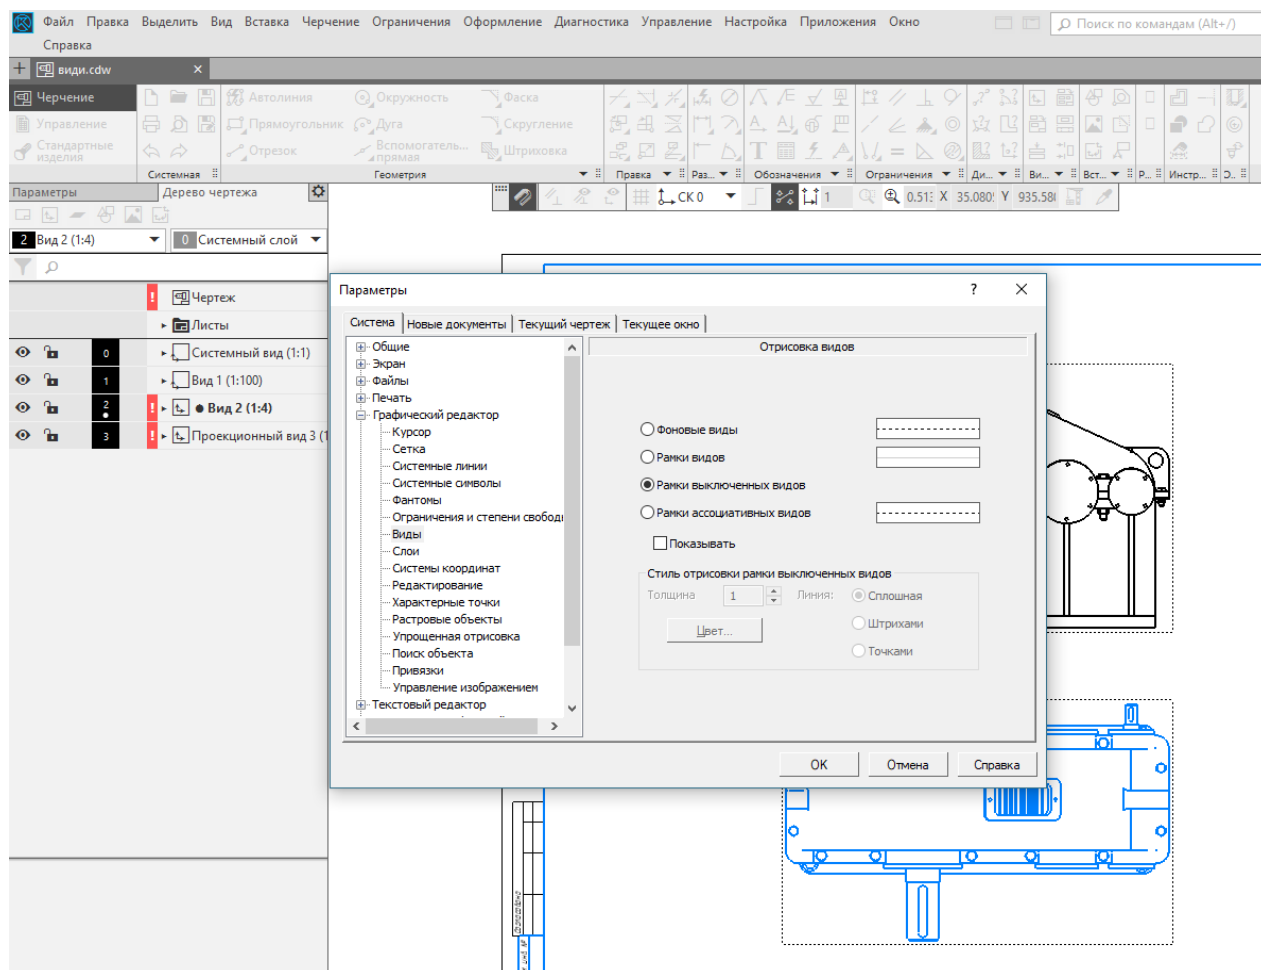 Файл Правка Выделить Вид Вставка Черчение Ограничения Оформление Диагностика Управление Настройка Приложения Окно
Поиск по командам (Alt+/)
Справка
види.cdw
Черчение
Автолиния
Окружность
Фаска
Управление
Прямоугольник
Дуга
Скругление
Стандартные изделия
Отрезок
Вспомогатель... прямая
Штриховка
Системная
Геометрия
Правка
Раз...
Обозначения
Ограничения
Ди...
Ви...
Вст...
Р...
Инстр...
Параметры
Дерево чертежа
СК 0
1
0.513
X 35.080
Y 935.58
2 Вид 2 (1:4)
0 Системный слой
Чертеж
Листы
0 Системный вид (1:1)
1 Вид 1 (1:100)
2 ● Вид 2 (1:4)
3 Проекционный вид 3 (1
Параметры
?
Система
Новые документы
Текущий чертеж
Текущее окно
Общие
Экран
Файлы
Печать
Графический редактор
Курсор
Сетка
Системные линии
Системные символы
Фантомы
Ограничения и степени свободы
Виды
Слои
Системы координат
Редактирование
Характерные точки
Растровые объекты
Упрощенная отрисовка
Поиск объекта
Привязки
Управление изображением
Текстовый редактор
Отрисовка видов
Фоновые виды
Рамки видов
Рамки выключенных видов
Рамки ассоциативных видов
Показывать
Стиль отрисовки рамки выключенных видов
Толщина 1 Линия: Сплошная
Цвет...
Штрихами
Точками
OK
Отмена
Справка